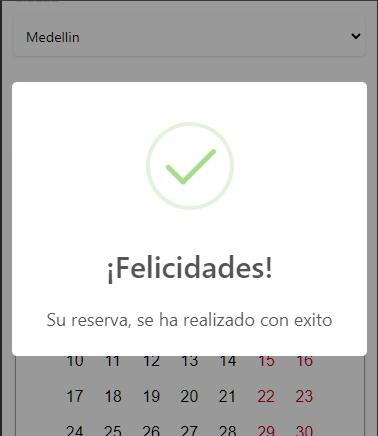 Medellin
¡Felicidades!
Su reserva, se ha realizado con exito
10 11 12 13 14 15 16
17 18 19 20 21 22 23
24 25 26 27 28 29 30